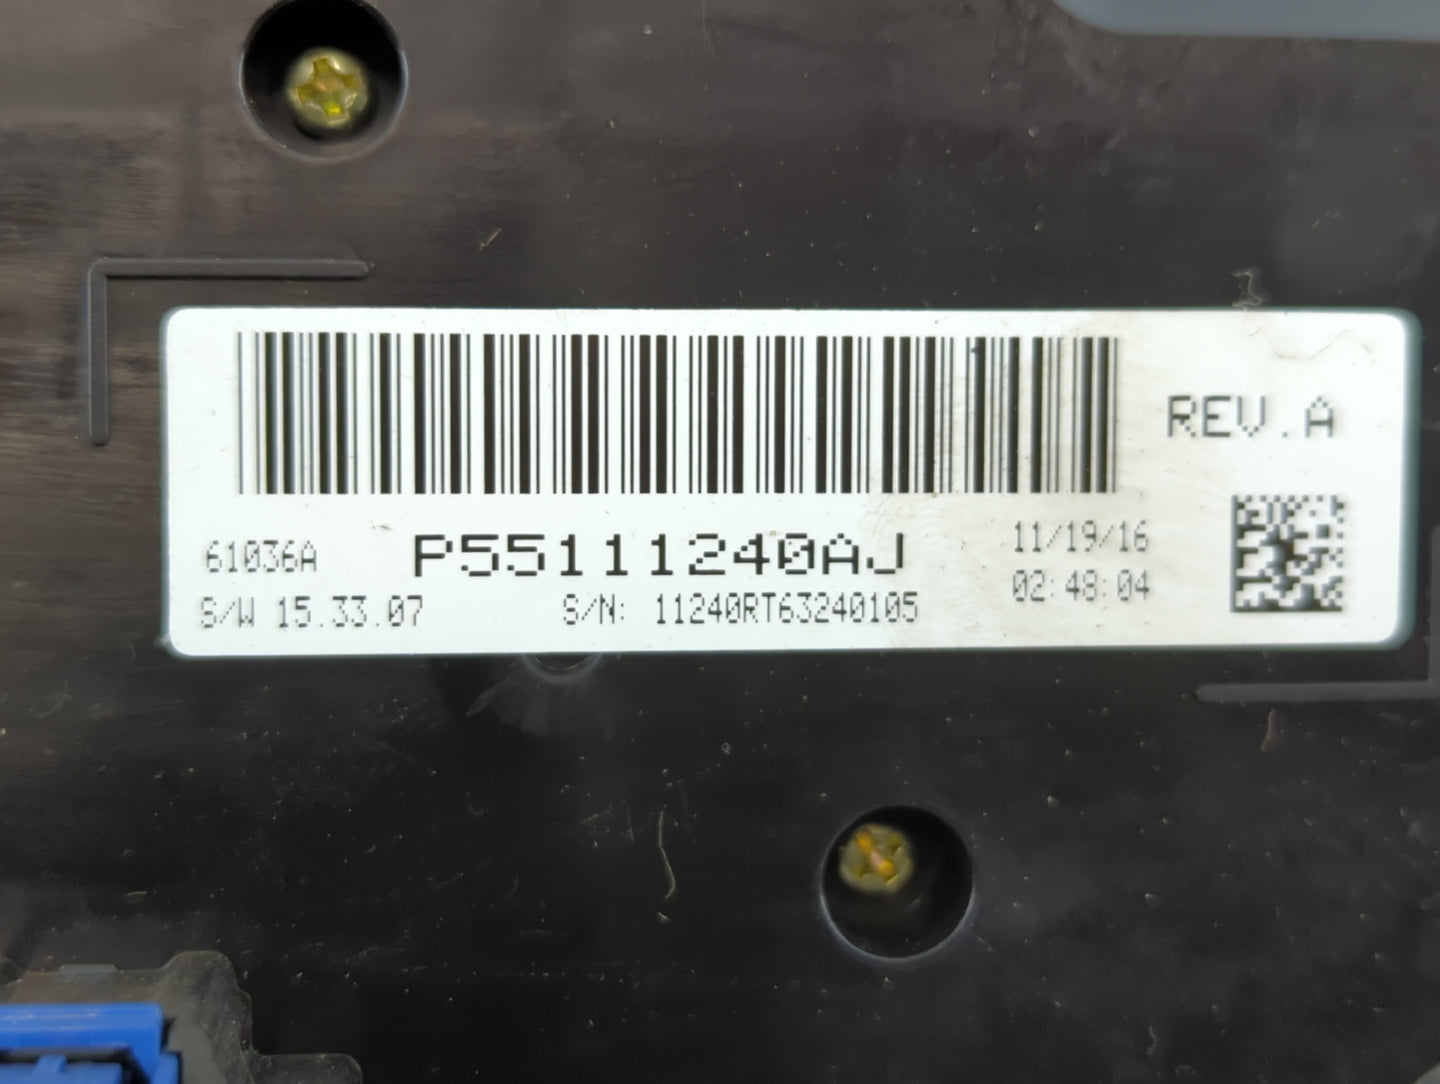 REV.A
61036A P55111240AJ 11/19/16
S/W 15.33.07 S/N: 11240RT63240105 02:48:04